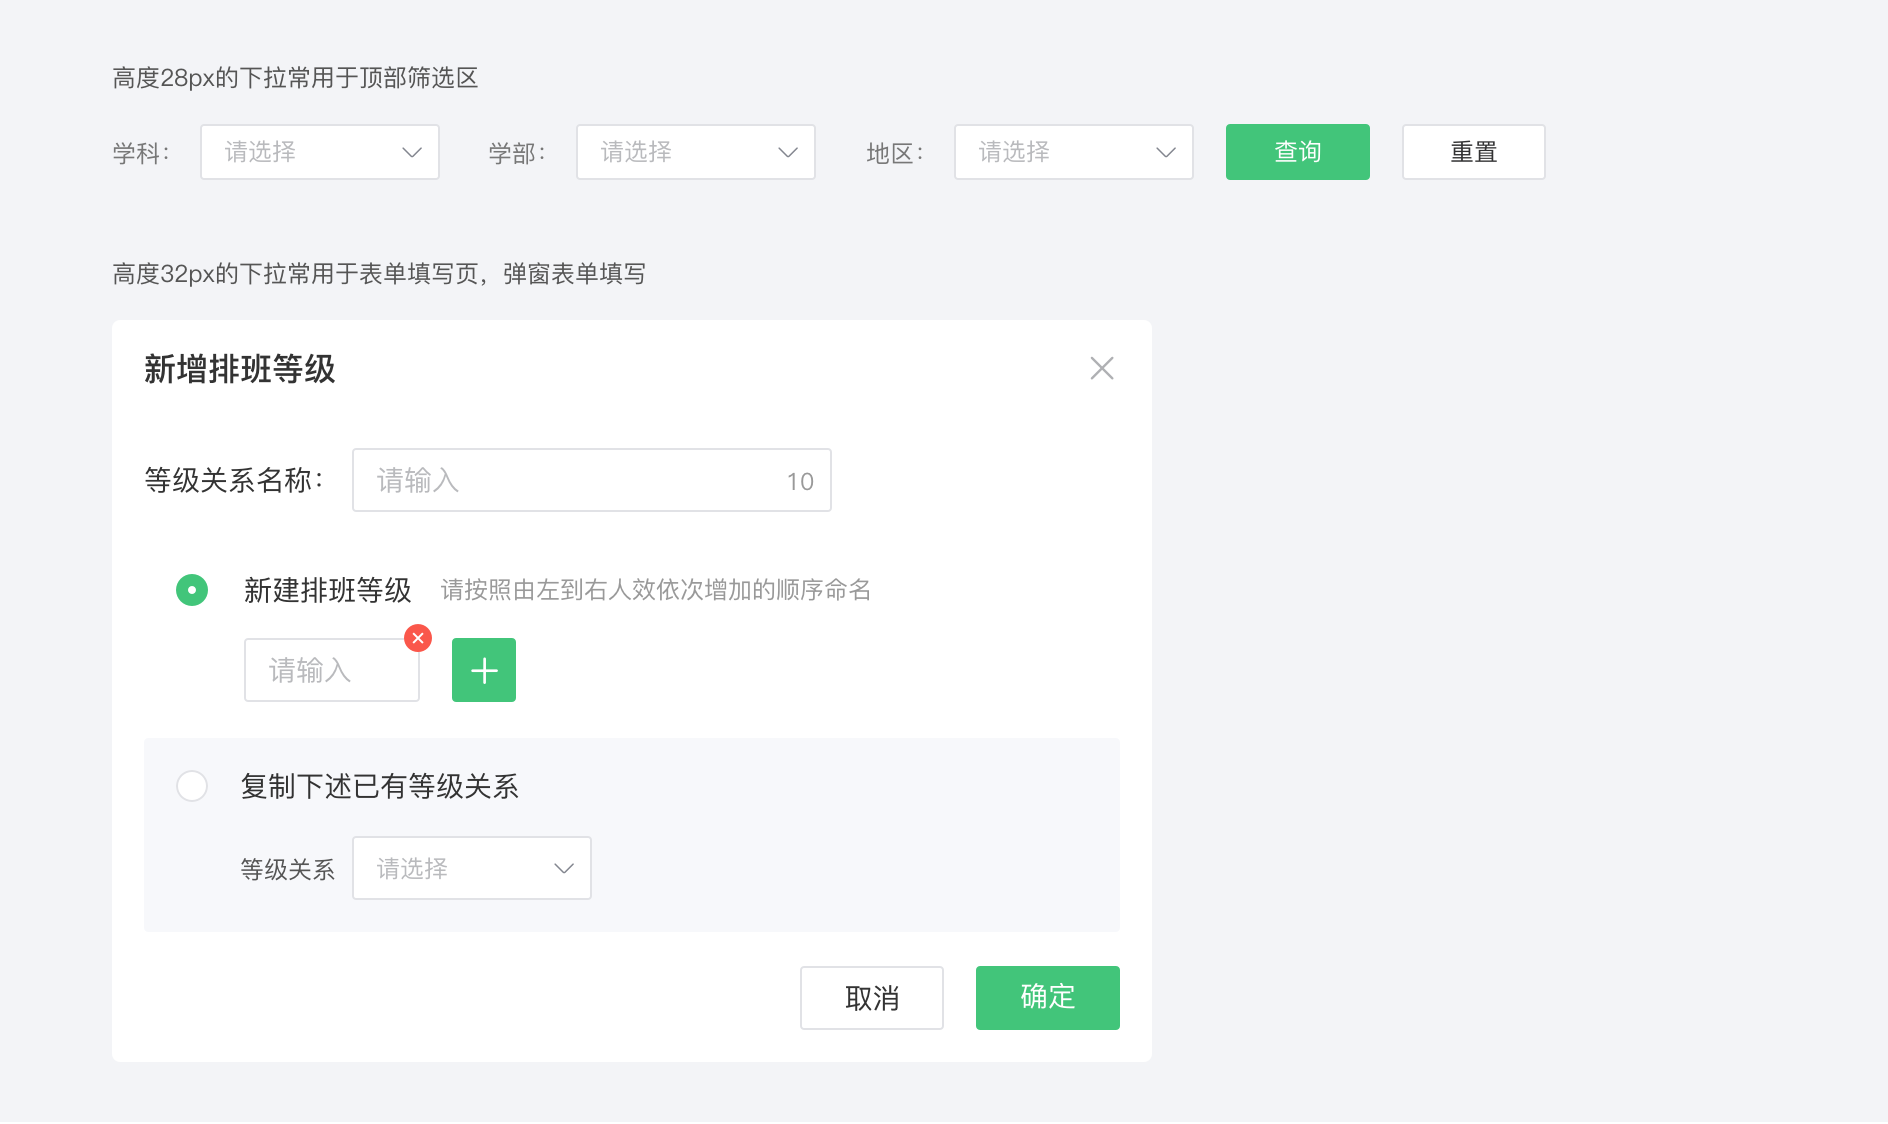 高度28px的下拉常用于顶部筛选区
学科： 请选择 学部： 请选择 地区： 请选择 查询 重置
高度32px的下拉常用于表单填写页，弹窗表单填写
新增排班等级
等级关系名称： 请输入 10
新建排班等级 请按照由左到右人效依次增加的顺序命名
请输入
复制下述已有等级关系
等级关系 请选择
取消 确定